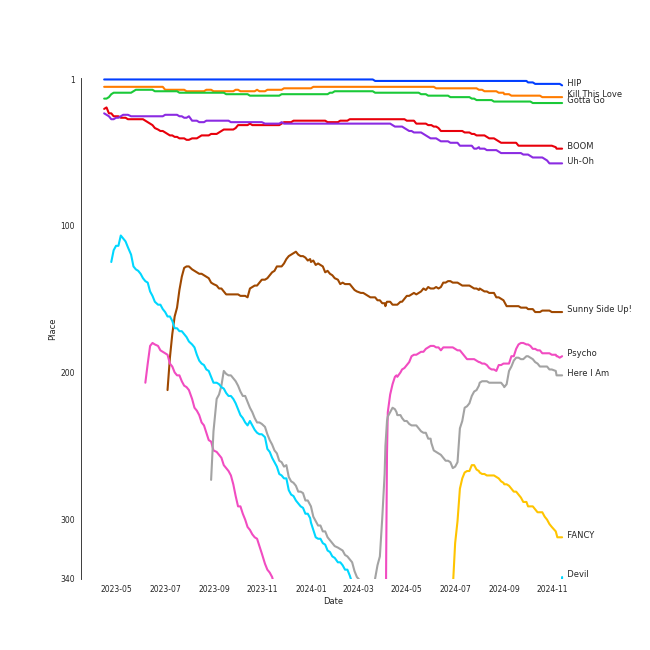 1
HIP
Kill This Love
Gotta Go
BOOM
Uh-Oh
100
Sunny Side Up!
Place
Psycho
200
Here I Am
300
FANCY
Devil
340
2023-05 2023-07 2023-09 2023-11 2024-01 2024-03 2024-05 2024-07 2024-09 2024-11
Date